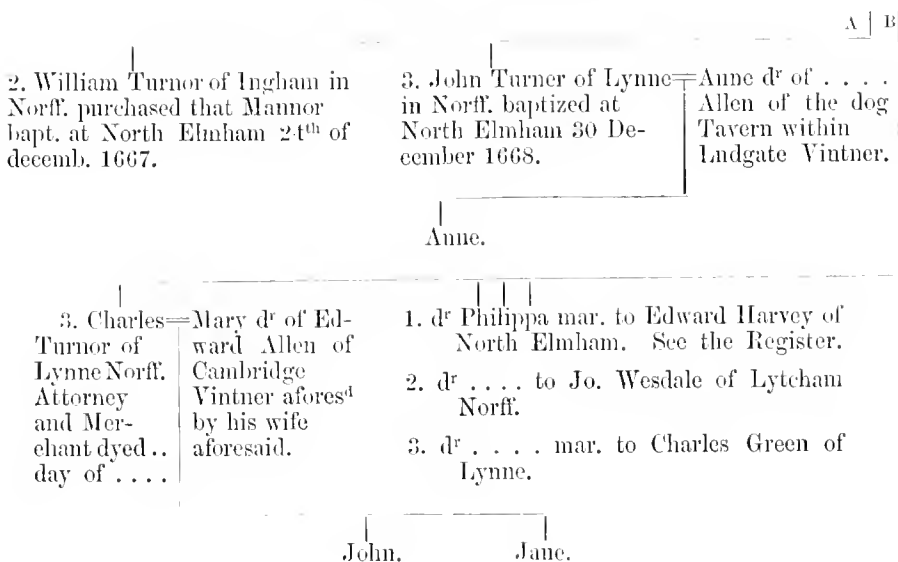 A | B
2. William Turnor of Ingham in
Norff. purchased that Mannor
bapt. at North Elmham 24th of
decemb. 1667.
3. John Turner of Lynne
in Norff. baptized at
North Elmham 30 De-
cember 1668.
Anne dr of . . . .
Allen of the dog
Tavern within
Ludgate Vintner.
Anne.
3. Charles
Turnor of
Lynne Norff.
Attorney
and Mer-
chant dyed . .
day of . . . .
Mary dr of Ed-
ward Allen of
Cambridge
Vintner aforesd
by his wife
aforesaid.
1. dr Philippa mar. to Edward Harvey of
North Elmham. See the Register.
2. dr . . . . to Jo. Wesdale of Lytcham
Norff.
3. dr . . . . mar. to Charles Green of
Lynne.
John.
Jane.